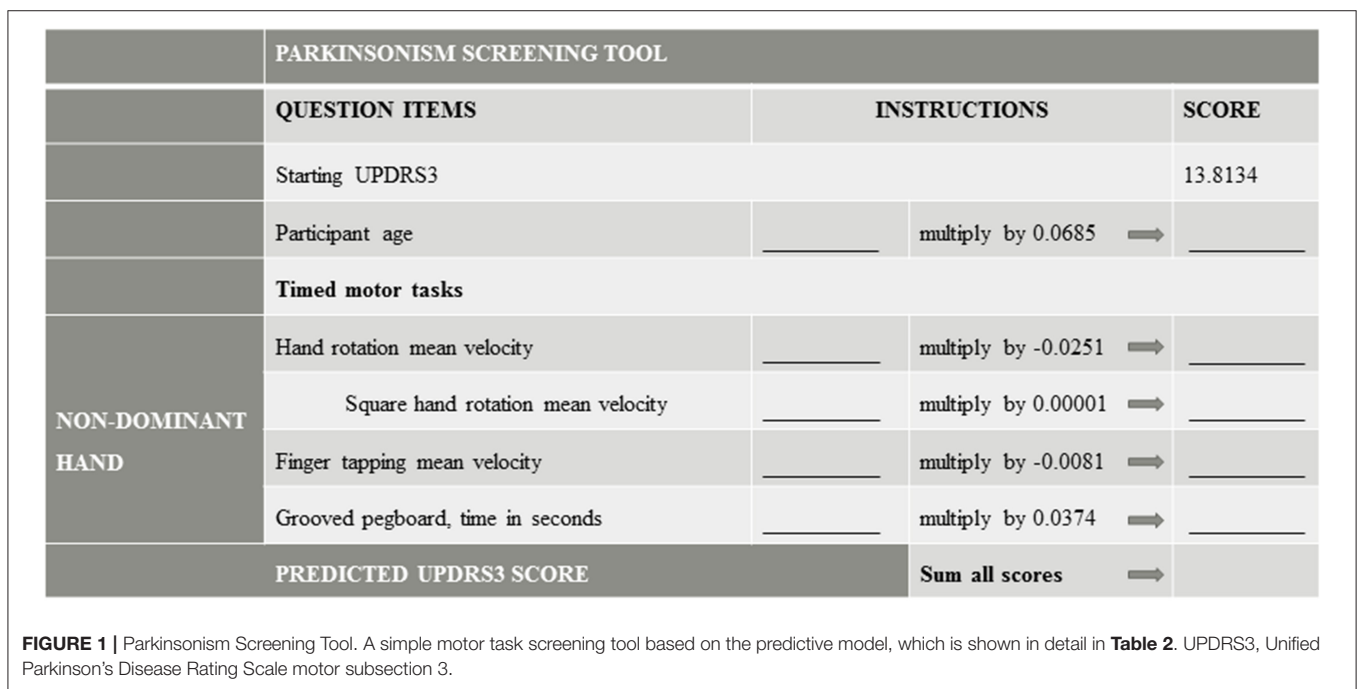 PARKINSONISM SCREENING TOOL
QUESTION ITEMS INSTRUCTIONS SCORE
Starting UPDRS3 13.8134
Participant age multiply by 0.0685
Timed motor tasks
NON-DOMINANT
HAND
Hand rotation mean velocity multiply by -0.0251
Square hand rotation mean velocity multiply by 0.00001
Finger tapping mean velocity multiply by -0.0081
Grooved pegboard, time in seconds multiply by 0.0374
PREDICTED UPDRS3 SCORE Sum all scores
FIGURE 1 | Parkinsonism Screening Tool. A simple motor task screening tool based on the predictive model, which is shown in detail in Table 2. UPDRS3, Unified
Parkinson's Disease Rating Scale motor subsection 3.